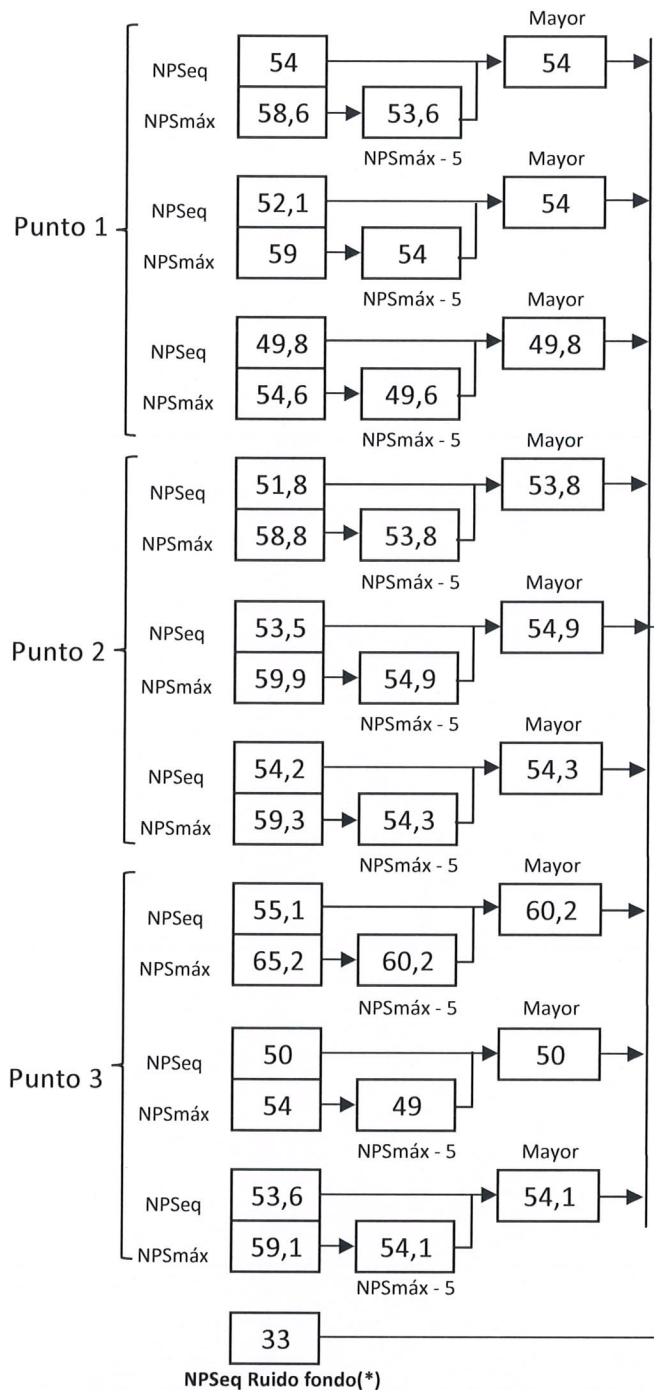 Mayor
NPSeq 54 54
NPSmáx 58,6 53,6
NPSmáx - 5
Mayor
NPSeq 52,1 54
Punto 1
NPSmáx 59 54
NPSmáx - 5
Mayor
NPSeq 49,8 49,8
NPSmáx 54,6 49,6
NPSmáx - 5
Mayor
NPSeq 51,8 53,8
NPSmáx 58,8 53,8
NPSmáx - 5
Mayor
NPSeq 53,5 54,9
Punto 2
NPSmáx 59,9 54,9
NPSmáx - 5
Mayor
NPSeq 54,2 54,3
NPSmáx 59,3 54,3
NPSmáx - 5
Mayor
NPSeq 55,1 60,2
NPSmáx 65,2 60,2
NPSmáx - 5
Mayor
NPSeq 50 50
Punto 3
NPSmáx 54 49
NPSmáx - 5
Mayor
NPSeq 53,6 54,1
NPSmáx 59,1 54,1
NPSmáx - 5
33
NPSeq Ruido fondo(*)